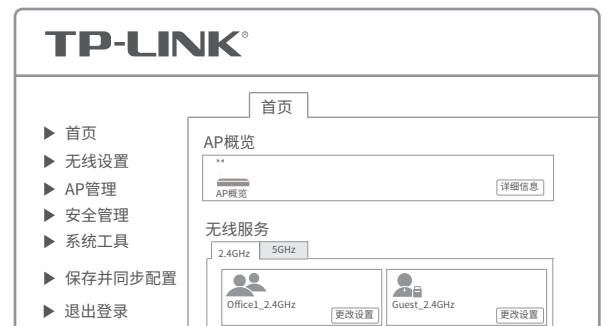 TP-LINK®
首页
▶ 首页
▶ 无线设置
▶ AP管理
▶ 安全管理
▶ 系统工具
▶ 保存并同步配置
▶ 退出登录
AP概览
AP概览
详细信息
无线服务
2.4GHz 5GHz
Office1_2.4GHz
更改设置
Guest_2.4GHz
更改设置